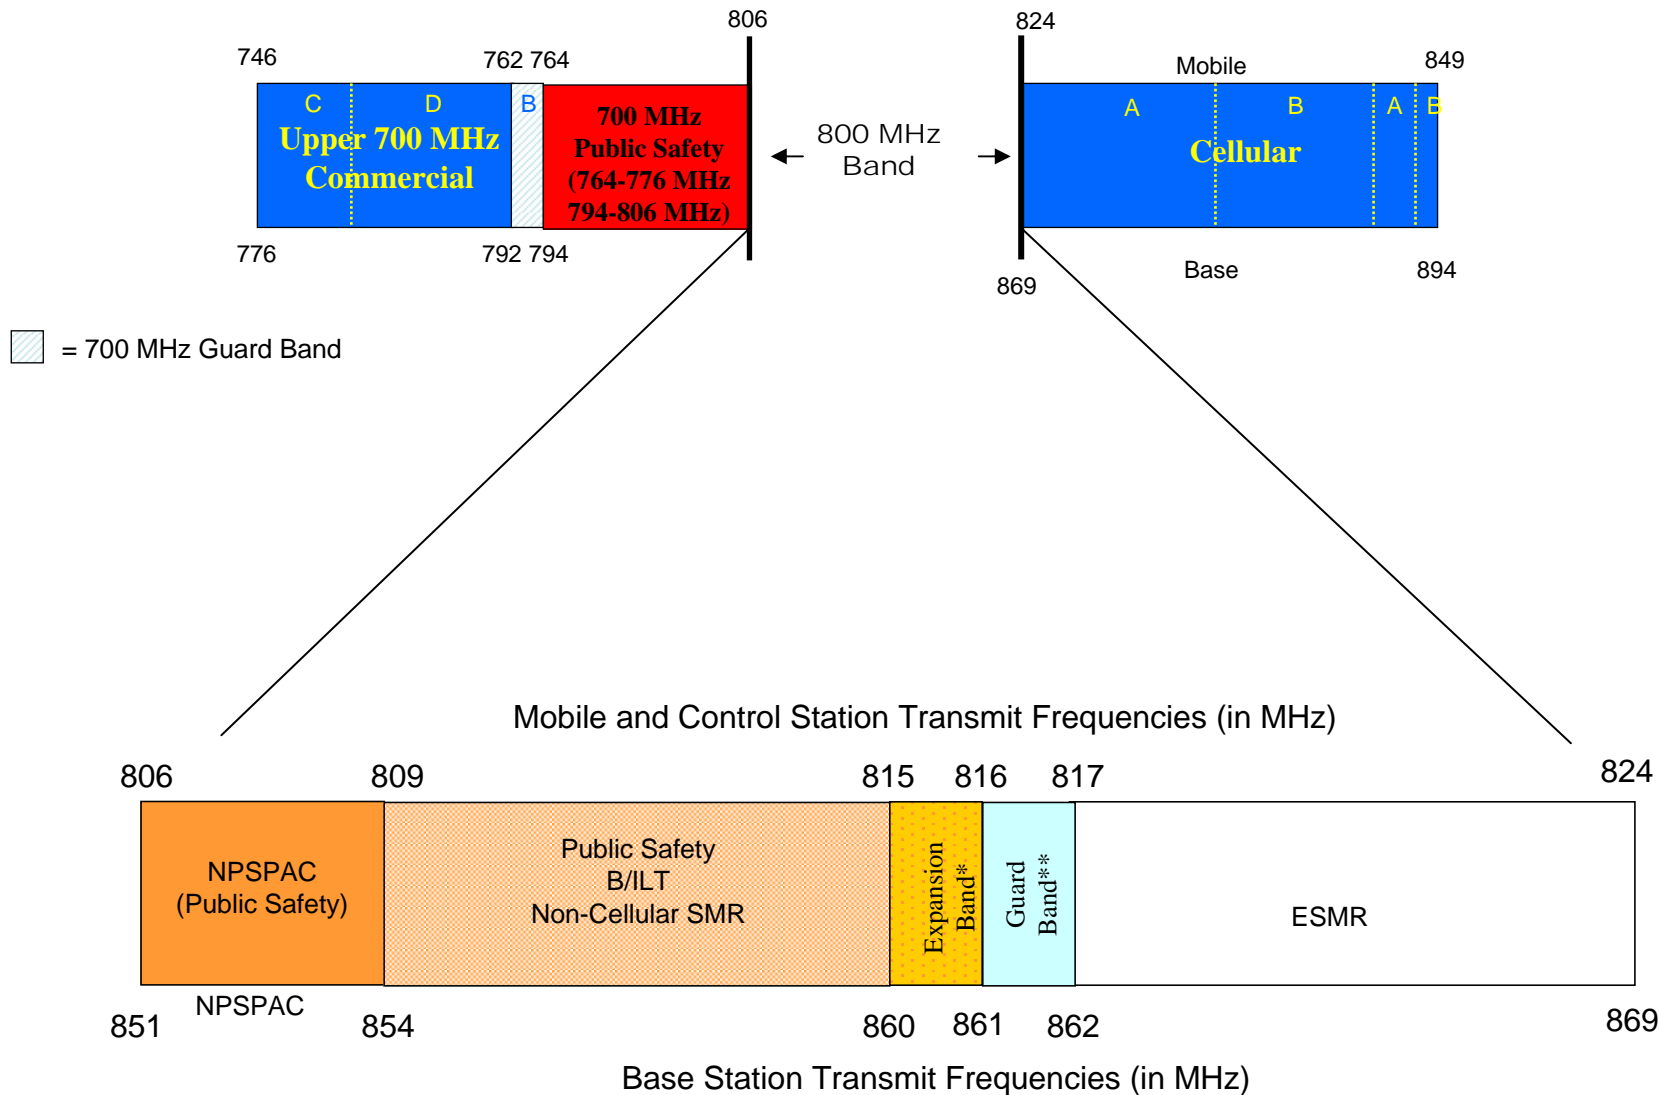 806
824
746
762 764
Mobile
849
C
D
B
A
B
A
B
700 MHz
Public Safety
(764-776 MHz
794-806 MHz)
Upper 700 MHz
Commercial
800 MHz
Band
Cellular
776
792 794
Base
894
869
= 700 MHz Guard Band
Mobile and Control Station Transmit Frequencies (in MHz)
806
809
815
816
817
824
NPSPAC
(Public Safety)
Public Safety
B/ILT
Non-Cellular SMR
Expansion
Band*
Guard
Band**
ESMR
NPSPAC
851
854
860
861
862
869
Base Station Transmit Frequencies (in MHz)